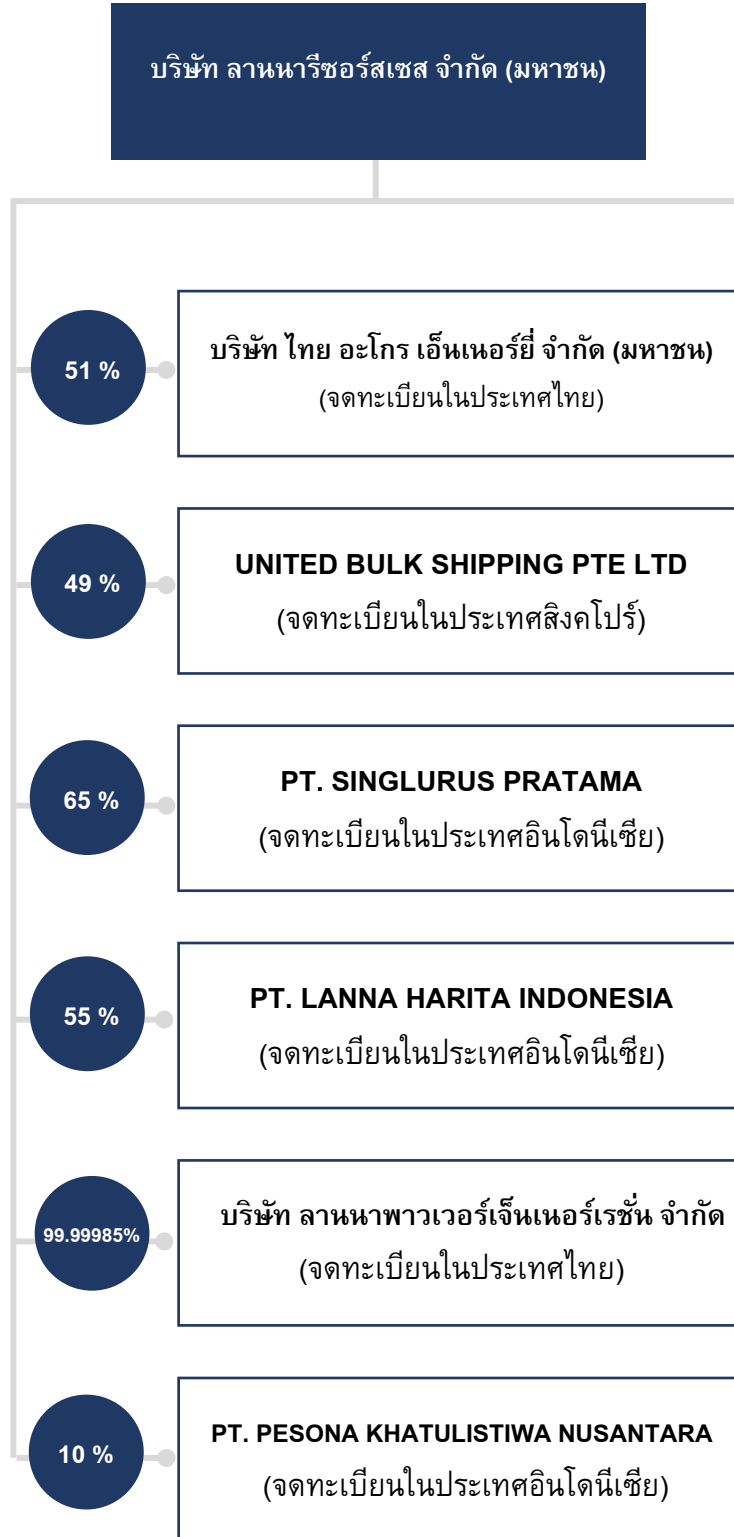 บริษัท ลานนารีซอร์สเซส จำกัด (มหาชน)
51 %
บริษัท ไทย อะโกร เอ็นเนอร์ยี่ จำกัด (มหาชน)
(จดทะเบียนในประเทศไทย)
49 %
UNITED BULK SHIPPING PTE LTD
(จดทะเบียนในประเทศสิงคโปร์)
65 %
PT. SINGLURUS PRATAMA
(จดทะเบียนในประเทศอินโดนีเซีย)
55 %
PT. LANNA HARITA INDONESIA
(จดทะเบียนในประเทศอินโดนีเซีย)
99.99985%
บริษัท ลานนาพาวเวอร์เจ็นเนอร์เรชั่น จำกัด
(จดทะเบียนในประเทศไทย)
10 %
PT. PESONA KHATULISTIWA NUSANTARA
(จดทะเบียนในประเทศอินโดนีเซีย)